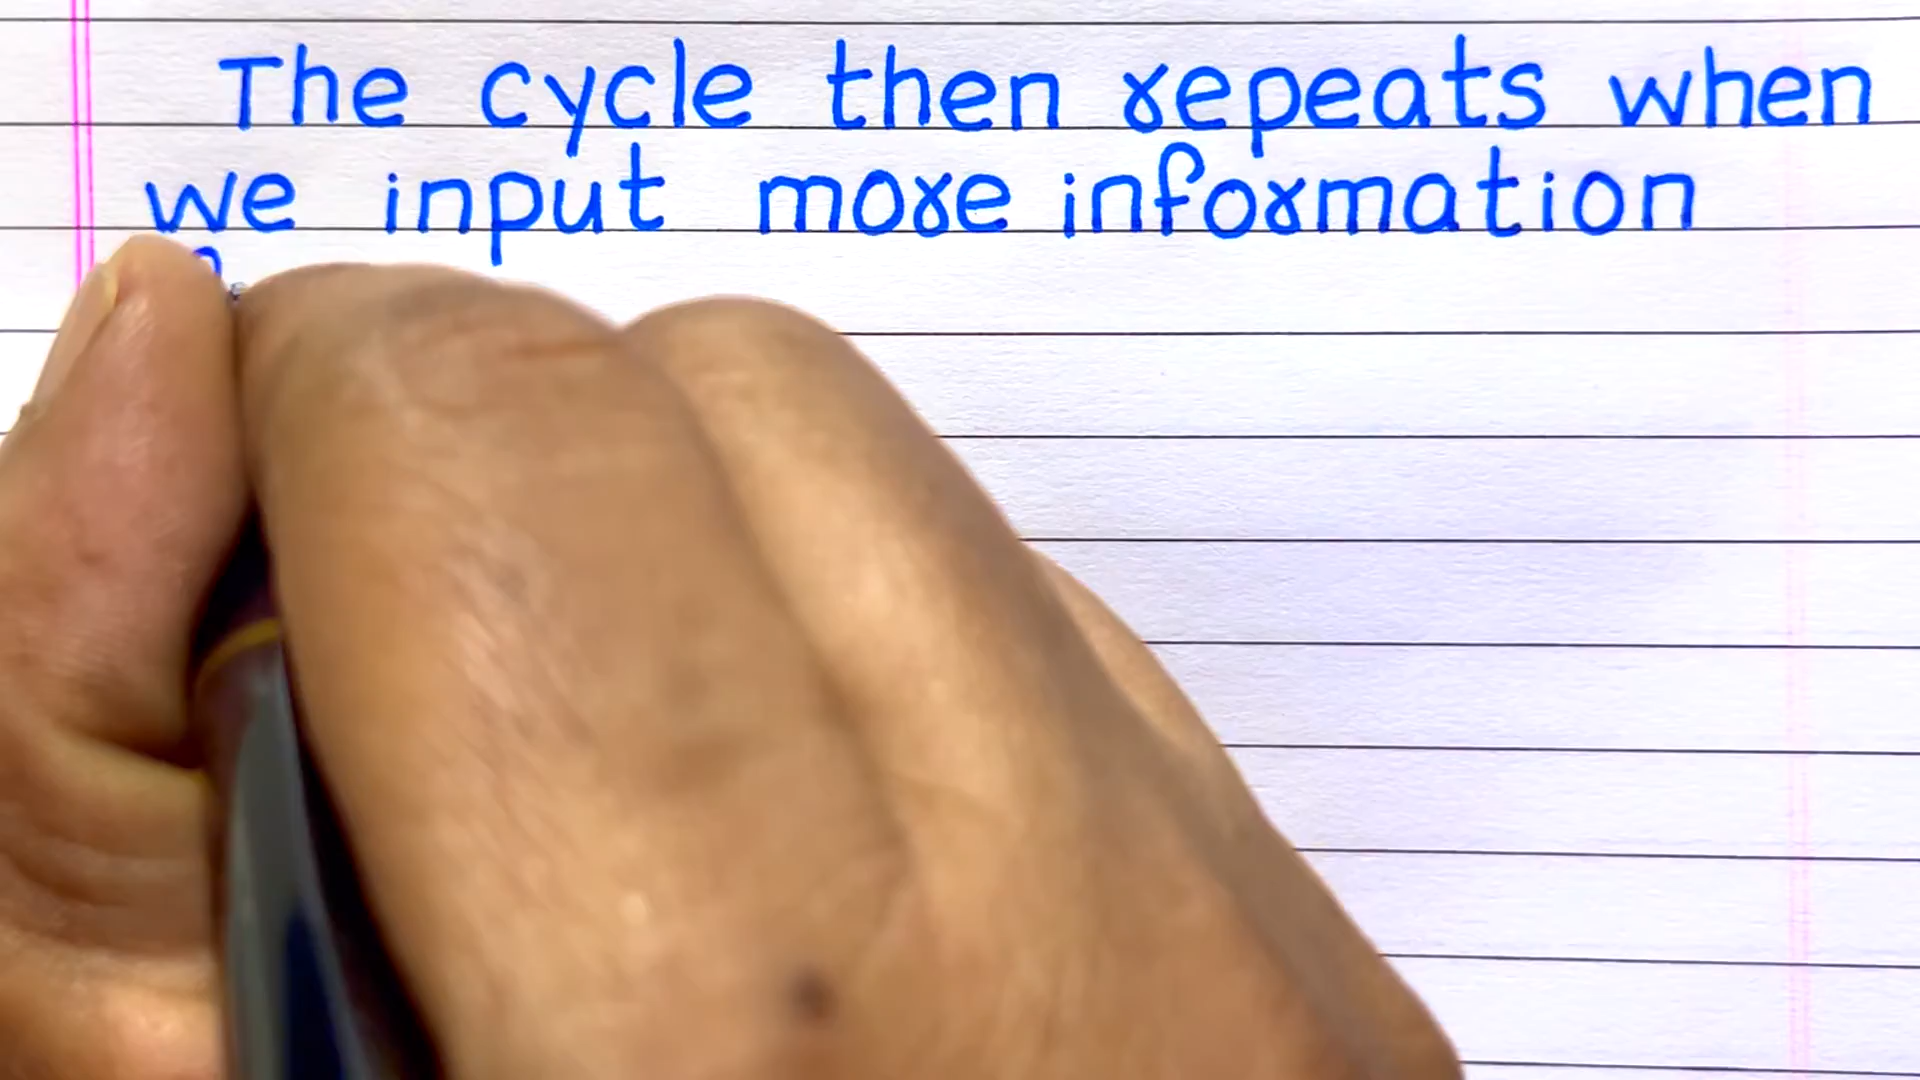 The cycle then repeats when
we input more information